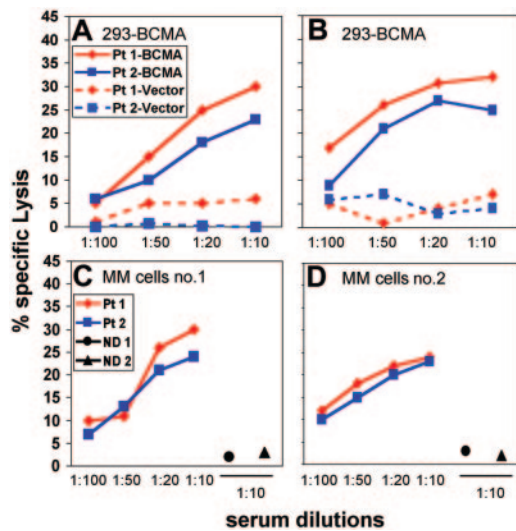 A 293-BCMA
Pt 1-BCMA
Pt 2-BCMA
Pt 1-Vector
Pt 2-Vector
45
40
35
30
25
20
15
10
5
0
1:100 1:50 1:20 1:10
B 293-BCMA
1:100 1:50 1:20 1:10
% specific Lysis
C MM cells no.1
Pt 1
Pt 2
ND 1
ND 2
45
40
35
30
25
20
15
10
5
0
1:100 1:50 1:20 1:10
1:10
D MM cells no.2
1:100 1:50 1:20 1:10
1:10
serum dilutions